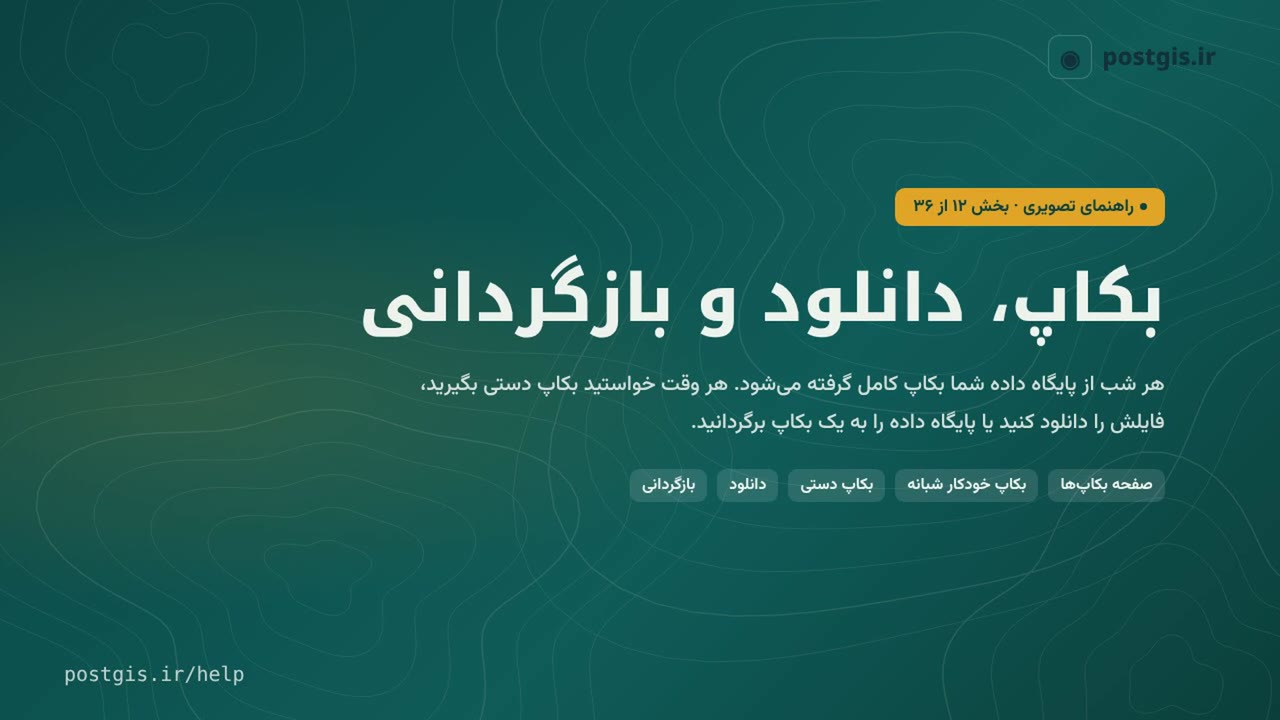 postgis.ir
راهنمای تصویری · بخش ۱۲ از ۳۶
بکاپ، دانلود و بازگردانی
هر شب از پایگاه داده شما بکاپ کامل گرفته می‌شود. هر وقت خواستید بکاپ دستی بگیرید،
فایلش را دانلود کنید یا پایگاه داده را به یک بکاپ برگردانید.
صفحه بکاپ‌ها بکاپ خودکار شبانه بکاپ دستی دانلود بازگردانی
postgis.ir/help